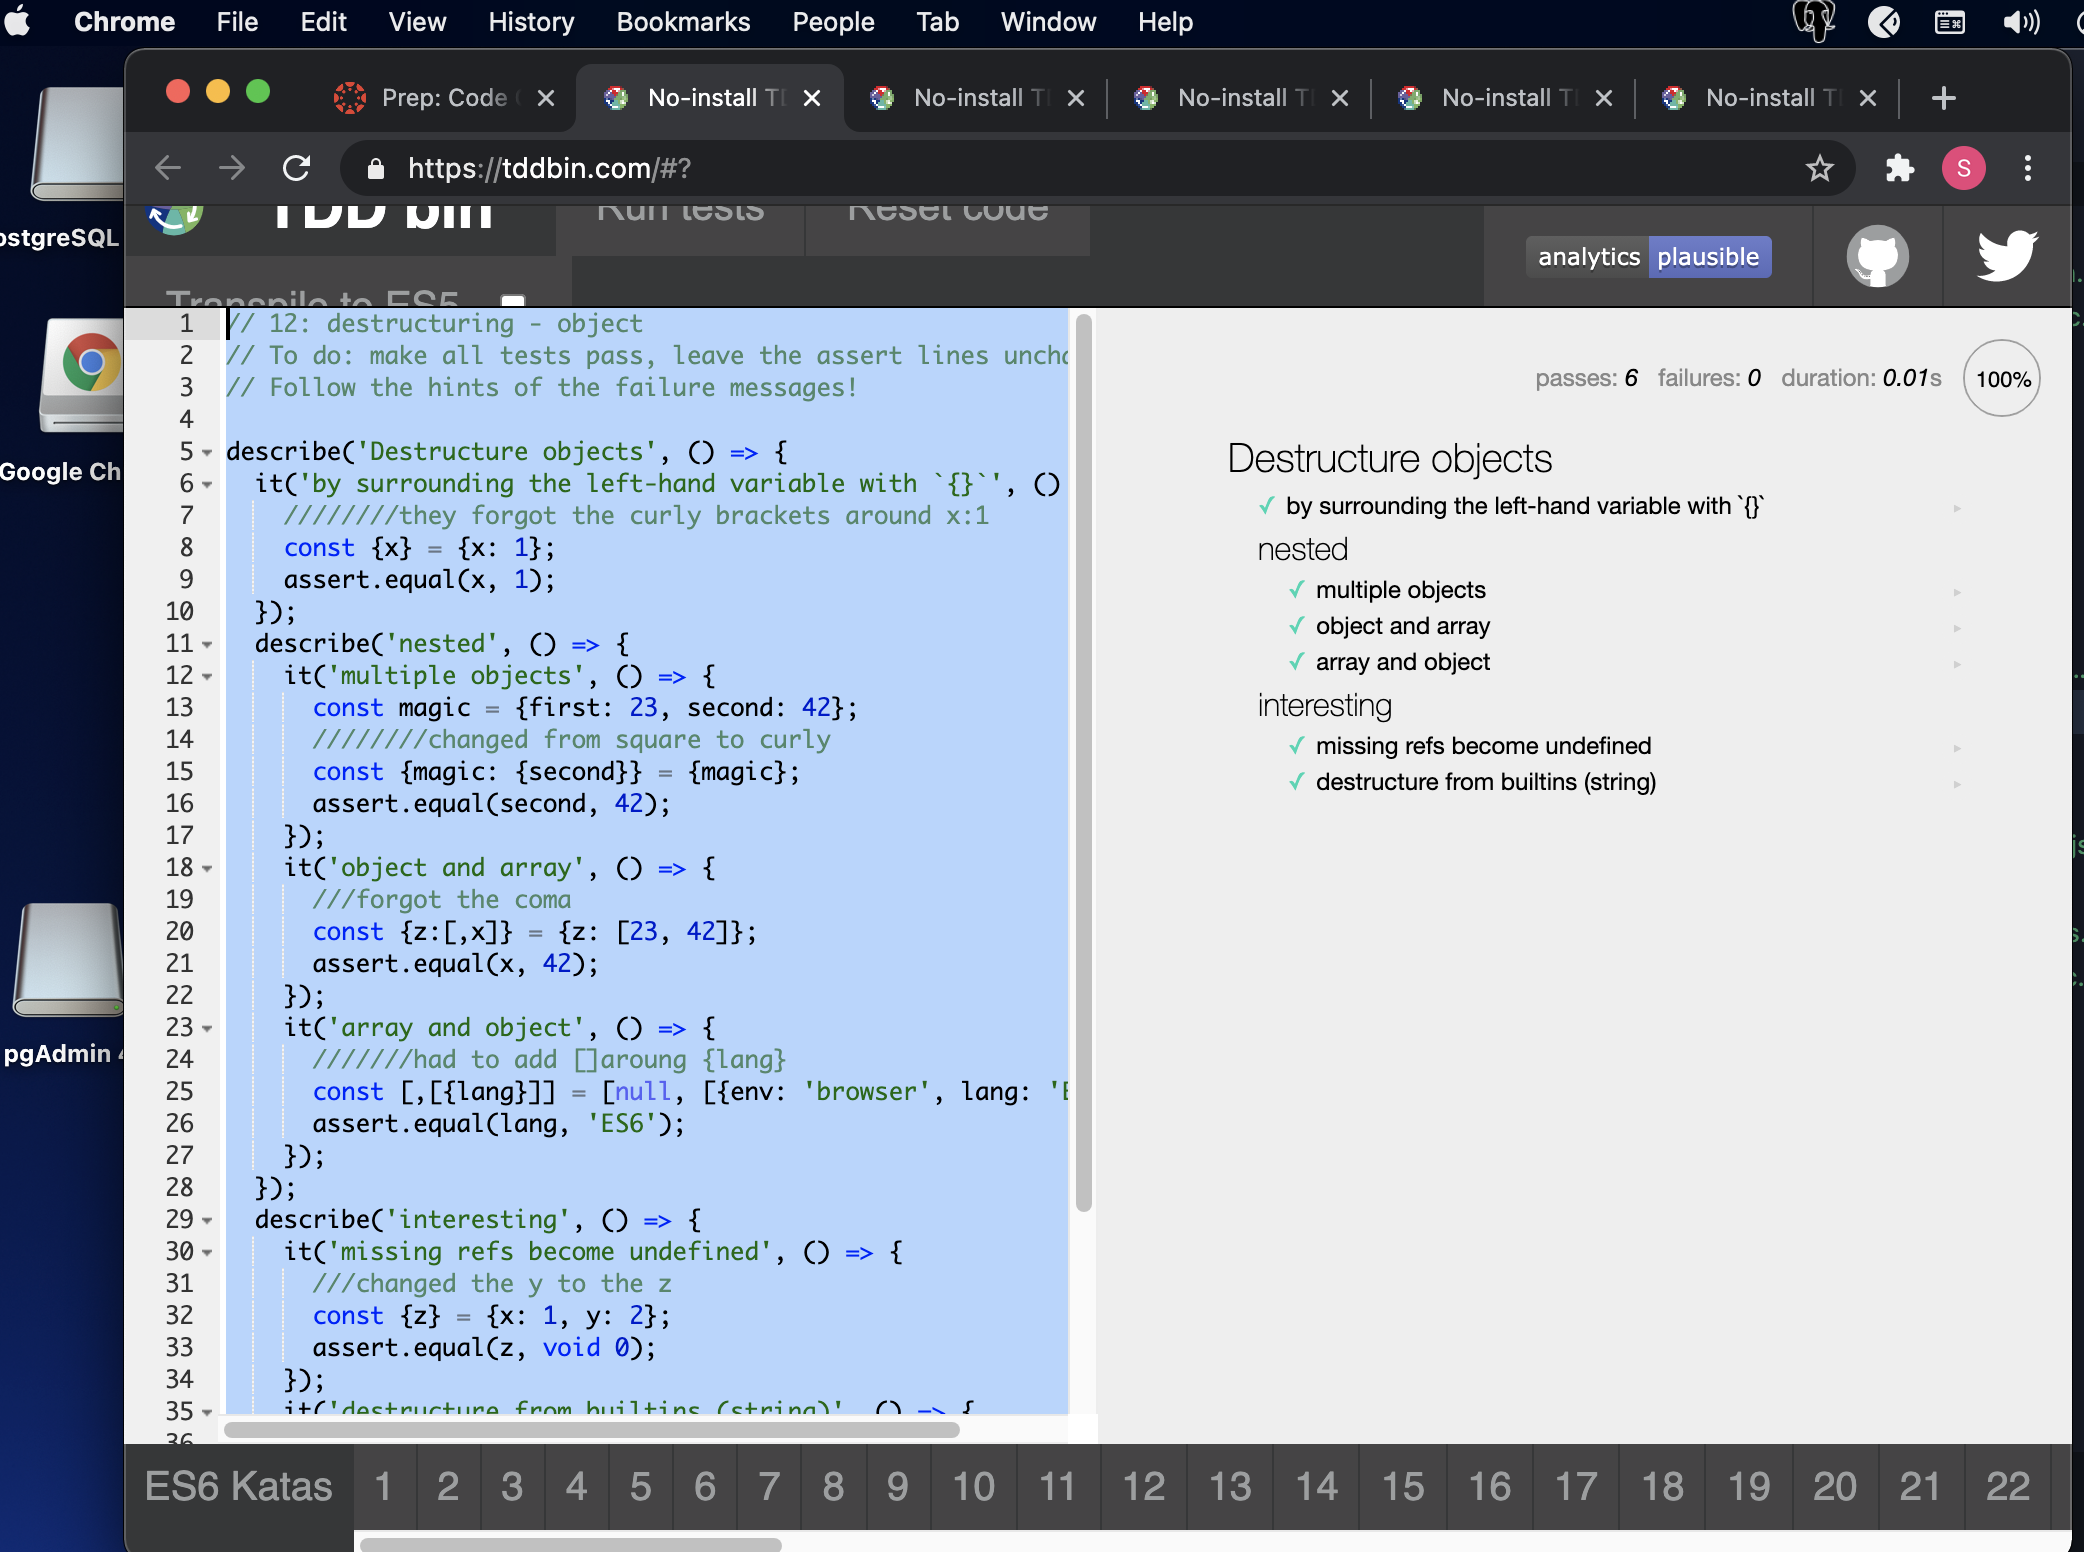 Chrome File Edit View History Bookmarks People Tab Window Help
Prep: Code
No-install T
No-install T
No-install T
No-install T
No-install T
https://tddbin.com/#?
S
TDD bin
Run tests
Reset code
analytics plausible
Transpile to ES5
ostgreSQL
Google Ch
pgAdmin 4
1 // 12: destructuring - object
2 // To do: make all tests pass, leave the assert lines uncha
3 // Follow the hints of the failure messages!
4
5 describe('Destructure objects', () => {
6 it('by surrounding the left-hand variable with `{}`', ()
7 ////////they forgot the curly brackets around x:1
8 const {x} = {x: 1};
9 assert.equal(x, 1);
10 });
11 describe('nested', () => {
12 it('multiple objects', () => {
13 const magic = {first: 23, second: 42};
14 ////////changed from square to curly
15 const {magic: {second}} = {magic};
16 assert.equal(second, 42);
17 });
18 it('object and array', () => {
19 ///forgot the coma
20 const {z:[,x]} = {z: [23, 42]};
21 assert.equal(x, 42);
22 });
23 it('array and object', () => {
24 ///////had to add []aroung {lang}
25 const [,[{lang}]] = [null, [{env: 'browser', lang: 'E
26 assert.equal(lang, 'ES6');
27 });
28 });
29 describe('interesting', () => {
30 it('missing refs become undefined', () => {
31 ///changed the y to the z
32 const {z} = {x: 1, y: 2};
33 assert.equal(z, void 0);
34 });
35 it('destructure from builtins (string)', () => {
36
passes: 6 failures: 0 duration: 0.01s 100%
Destructure objects
✓ by surrounding the left-hand variable with `{}`
nested
✓ multiple objects
✓ object and array
✓ array and object
interesting
✓ missing refs become undefined
✓ destructure from builtins (string)
ES6 Katas 1 2 3 4 5 6 7 8 9 10 11 12 13 14 15 16 17 18 19 20 21 22